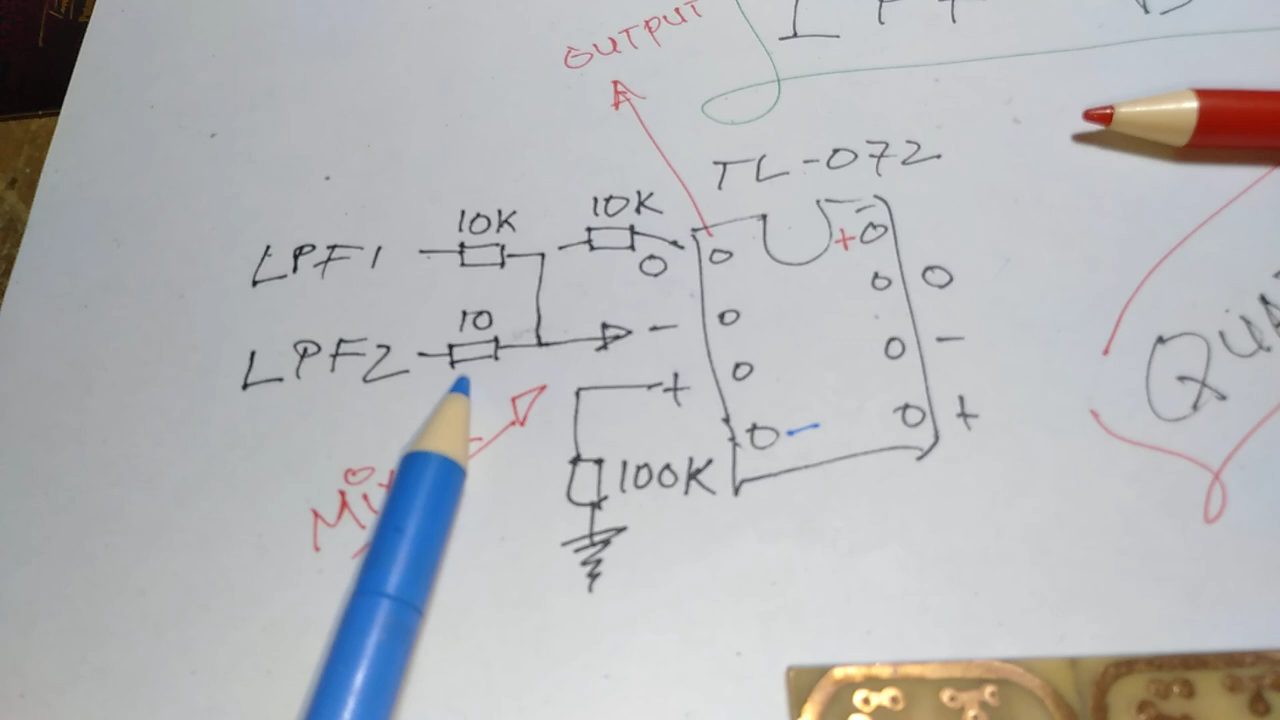 OUTPUT
TL-072
10K 10K
LPF1
O
+
O
10
LPF2
-
-
+
-
+
100K